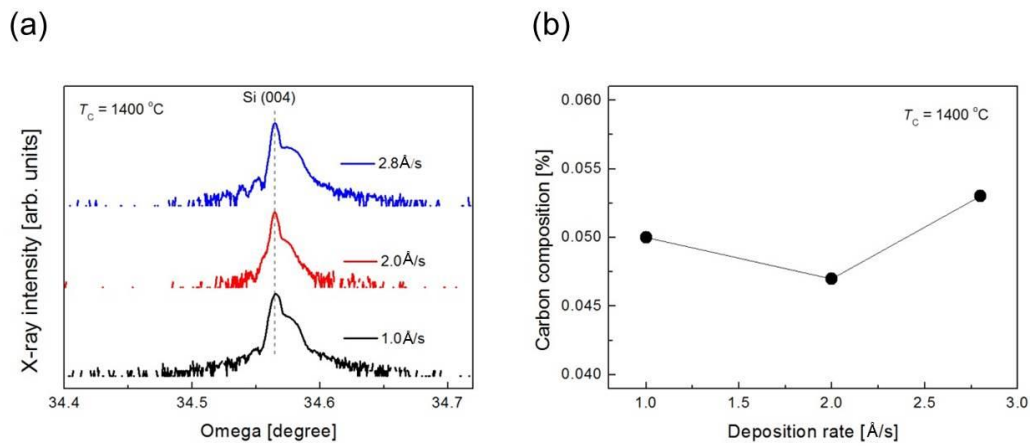 (a)
(b)
T_C = 1400 °C
Si (004)
2.8Å/s
2.0Å/s
1.0Å/s
X-ray intensity [arb. units]
34.4 34.5 34.6 34.7
Omega [degree]
T_C = 1400 °C
0.060
0.055
0.050
0.045
0.040
Carbon composition [%]
1.0 1.5 2.0 2.5 3.0
Deposition rate [Å/s]